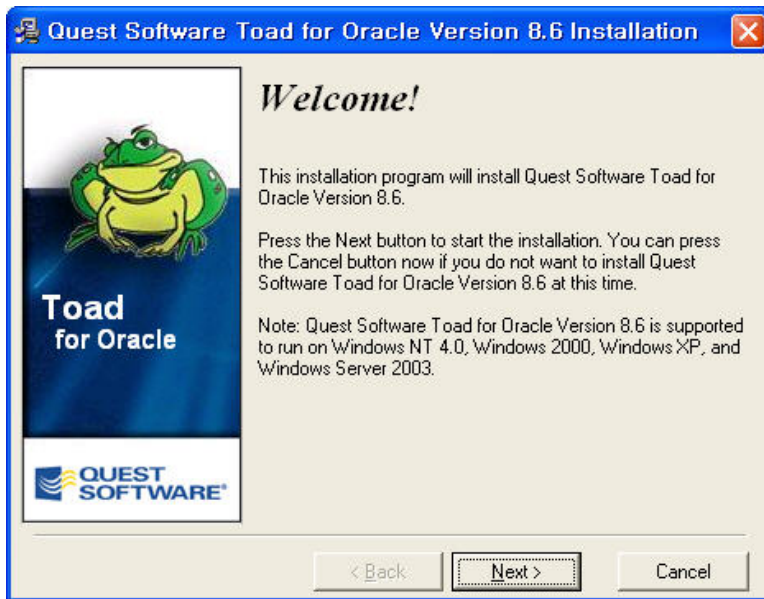 Quest Software Toad for Oracle Version 8.6 Installation
Welcome!
This installation program will install Quest Software Toad for
Oracle Version 8.6.
Press the Next button to start the installation. You can press
the Cancel button now if you do not want to install Quest
Software Toad for Oracle Version 8.6 at this time.
Note: Quest Software Toad for Oracle Version 8.6 is supported
to run on Windows NT 4.0, Windows 2000, Windows XP, and
Windows Server 2003.
Toad
for Oracle
QUEST
SOFTWARE®
< Back
Next >
Cancel